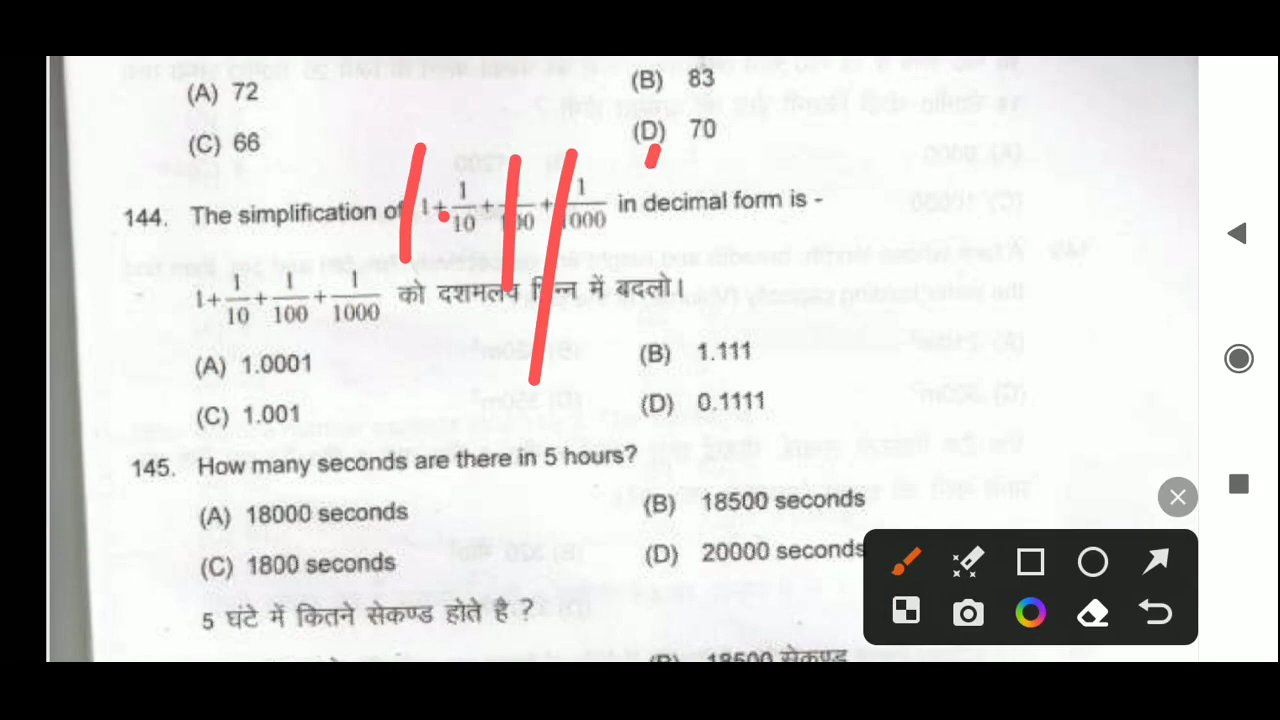 (A) 72 (B) 83
(C) 66 (D) 70
144. The simplification of 1+1/10+1/100+1/1000 in decimal form is -
1+1/10+1/100+1/1000 को दशमलव भिन्न में बदलो।
(A) 1.0001 (B) 1.111
(C) 1.001 (D) 0.1111
145. How many seconds are there in 5 hours?
(A) 18000 seconds (B) 18500 seconds
(C) 1800 seconds (D) 20000 seconds
5 घंटे में कितने सेकण्ड होते है ?
(B) 18500 सेकण्ड